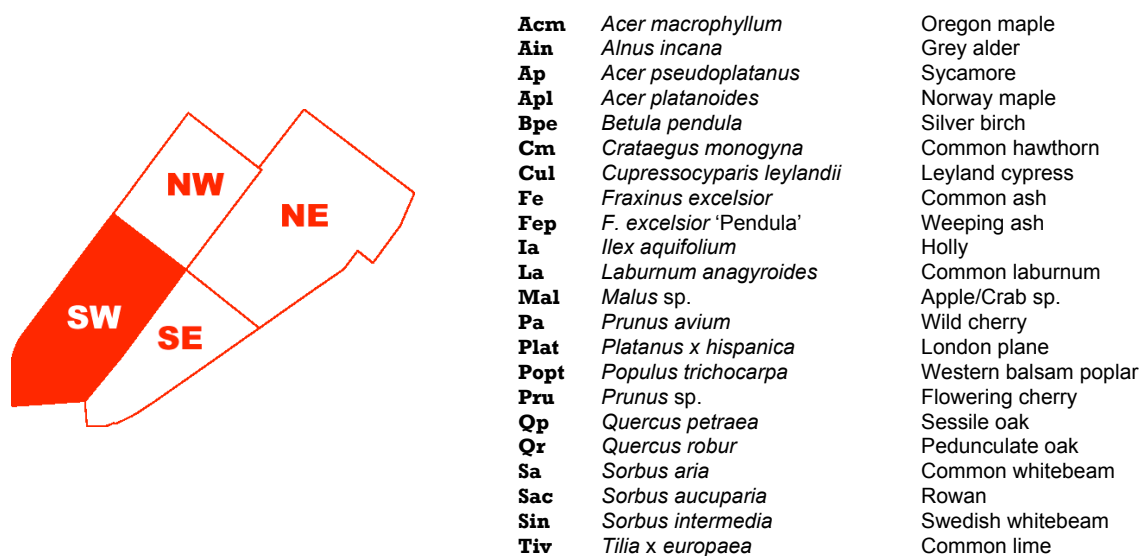 NW
NE
SW
SE
Acm Acer macrophyllum Oregon maple
Ain Alnus incana Grey alder
Ap Acer pseudoplatanus Sycamore
Apl Acer platanoides Norway maple
Bpe Betula pendula Silver birch
Cm Crataegus monogyna Common hawthorn
Cul Cupressocyparis leylandii Leyland cypress
Fe Fraxinus excelsior Common ash
Fep F. excelsior ‘Pendula’ Weeping ash
Ia Ilex aquifolium Holly
La Laburnum anagyroides Common laburnum
Mal Malus sp. Apple/Crab sp.
Pa Prunus avium Wild cherry
Plat Platanus x hispanica London plane
Popt Populus trichocarpa Western balsam poplar
Pru Prunus sp. Flowering cherry
Qp Quercus petraea Sessile oak
Qr Quercus robur Pedunculate oak
Sa Sorbus aria Common whitebeam
Sac Sorbus aucuparia Rowan
Sin Sorbus intermedia Swedish whitebeam
Tiv Tilia x europaea Common lime